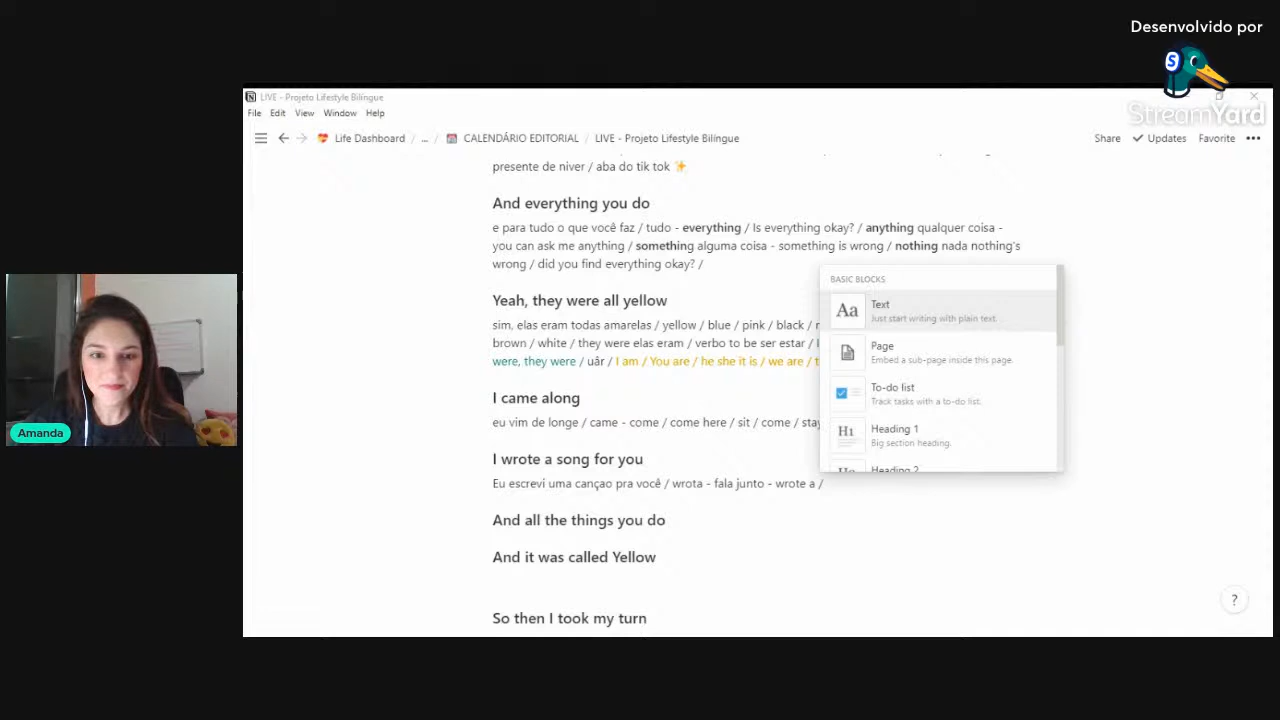 Desenvolvido por
StreamYard
LIVE - Projeto Lifestyle Bilíngue
File Edit View Window Help
Life Dashboard / ... / CALENDÁRIO EDITORIAL / LIVE - Projeto Lifestyle Bilíngue
Share Updates Favorite •••
presente de niver / aba do tik tok ✨
And everything you do
e para tudo o que você faz / tudo - everything / Is everything okay? / anything qualquer coisa -
you can ask me anything / something alguma coisa - something is wrong / nothing nada nothing's
wrong / did you find everything okay? /
Yeah, they were all yellow
sim, elas eram todas amarelas / yellow / blue / pink / black /
brown / white / they were elas eram / verbo to be ser estar /
were, they were / uâr / I am / You are / he she it is / we are /
I came along
eu vim de longe / came - come / come here / sit / come / stay
I wrote a song for you
Eu escrevi uma cançao pra você / wrota - fala junto - wrote a /
And all the things you do
And it was called Yellow
So then I took my turn
BASIC BLOCKS
Aa Text
Just start writing with plain text.
Page
Embed a sub-page inside this page.
To-do list
Track tasks with a to-do list.
H1 Heading 1
Big section heading.
Heading 2
?
Amanda